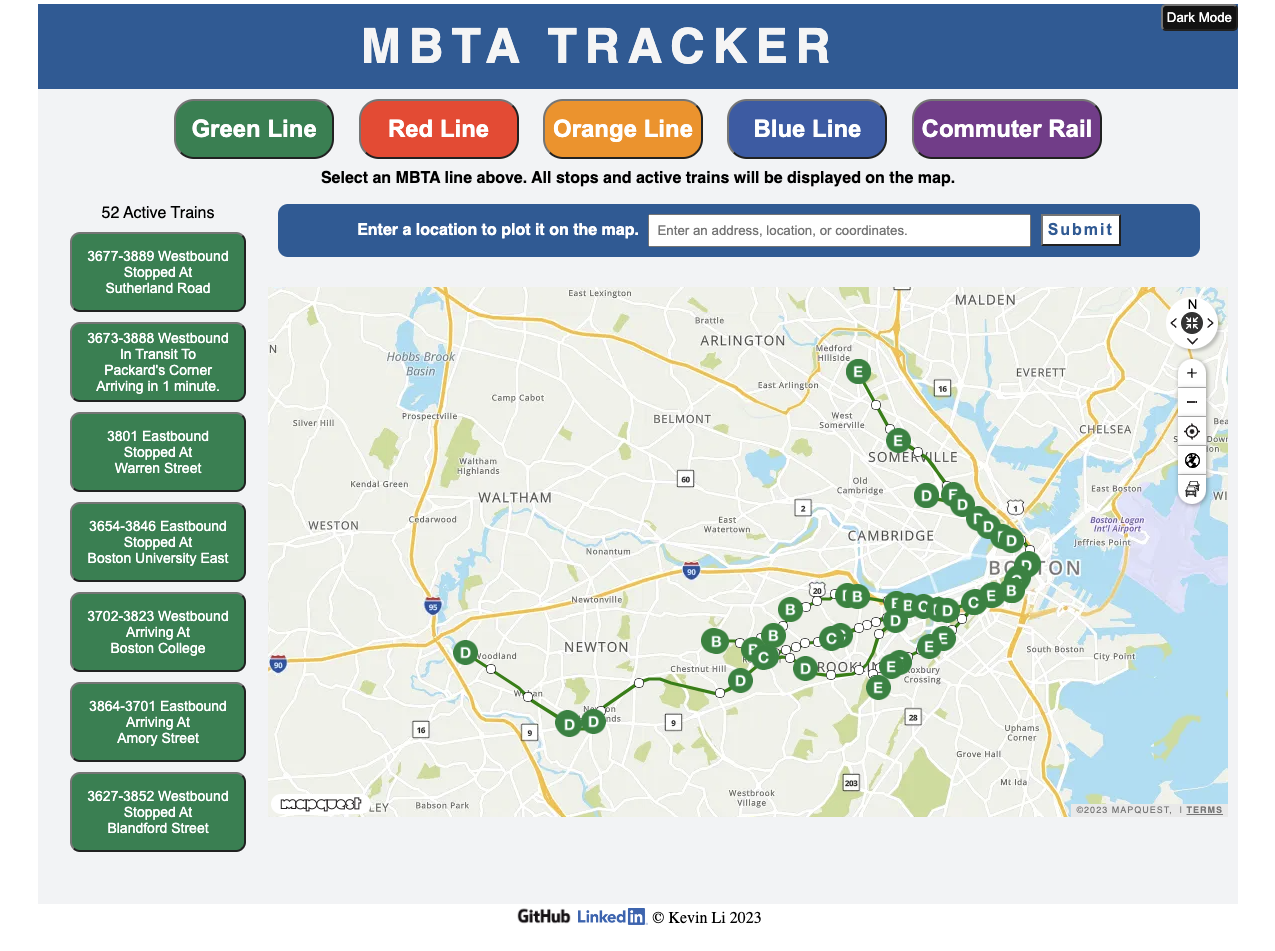 MBTA TRACKER
Dark Mode
Green Line
Red Line
Orange Line
Blue Line
Commuter Rail
Select an MBTA line above. All stops and active trains will be displayed on the map.
52 Active Trains
3677-3889 Westbound
Stopped At
Sutherland Road
3673-3888 Westbound
In Transit To
Packard's Corner
Arriving in 1 minute.
3801 Eastbound
Stopped At
Warren Street
3654-3846 Eastbound
Stopped At
Boston University East
3702-3823 Westbound
Arriving At
Boston College
3864-3701 Eastbound
Arriving At
Amory Street
3627-3852 Westbound
Stopped At
Blandford Street
Enter a location to plot it on the map.
Enter an address, location, or coordinates.
Submit
East Lexington
MALDEN
N
Brattle
ARLINGTON
Medford
Hillside
N
Hobbs Brook
Basin
E
EVERETT
East Arlington
16
Camp Cabot
Prospectville
BELMONT
West
Somerville
Silver Hill
CHELSEA
E
SOMERVILLE
Waltham
Highlands
60
Kendal Green
Old
Cambridge
East Boston
WALTHAM
D
D
2
1
Cedarwood
WESTON
East
Watertown
CAMBRIDGE
Boston Logan
Int'l Airport
D
D
Jeffries Point
Nonantum
BOSTON
D
90
20
Newtonville
95
B
B
B
C
D
C
E
B
D
B
B
C
E
E
NEWTON
South Boston
City Point
D
Woodland
90
Chestnut Hill
C
D
E
Roxbury
Crossing
D
E
D
D
16
9
9
28
Uphams
Corner
Grove Hall
Mt Ida
203
Westbrook
Village
Babson Park
mapquest
©2023 MAPQUEST, | TERMS
GitHub LinkedIn © Kevin Li 2023